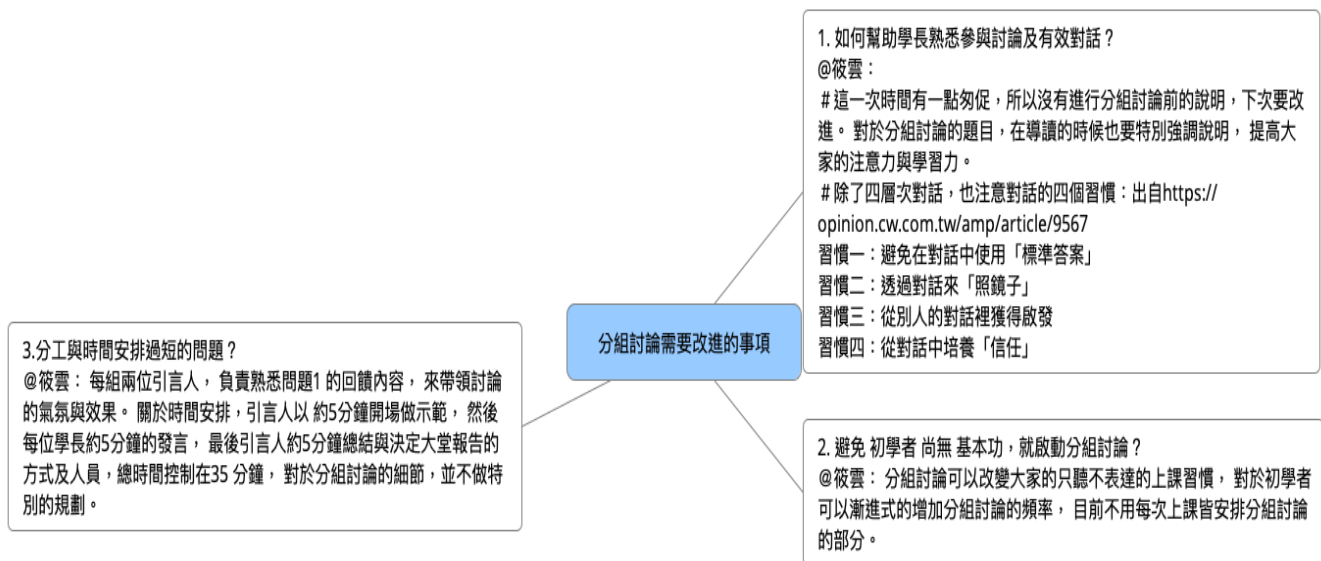 1. 如何幫助學長熟悉參與討論及有效對話？
@筱雲：
＃這一次時間有一點匆促，所以沒有進行分組討論前的說明，下次要改
進。 對於分組討論的題目，在導讀的時候也要特別強調說明， 提高大
家的注意力與學習力。
＃除了四層次對話，也注意對話的四個習慣：出自https://
opinion.cw.com.tw/amp/article/9567
習慣一：避免在對話中使用「標準答案」
習慣二：透過對話來「照鏡子」
習慣三：從別人的對話裡獲得啟發
習慣四：從對話中培養「信任」
分組討論需要改進的事項
2. 避免 初學者 尚無 基本功，就啟動分組討論？
@筱雲： 分組討論可以改變大家的只聽不表達的上課習慣， 對於初學者
可以漸進式的增加分組討論的頻率， 目前不用每次上課皆安排分組討論
的部分。
3.分工與時間安排過短的問題？
@筱雲： 每組兩位引言人， 負責熟悉問題1 的回饋內容， 來帶領討論
的氣氛與效果。 關於時間安排，引言人以 約5分鐘開場做示範， 然後
每位學長約5分鐘的發言， 最後引言人約5分鐘總結與決定大堂報告的
方式及人員，總時間控制在35 分鐘， 對於分組討論的細節，並不做特
別的規劃。